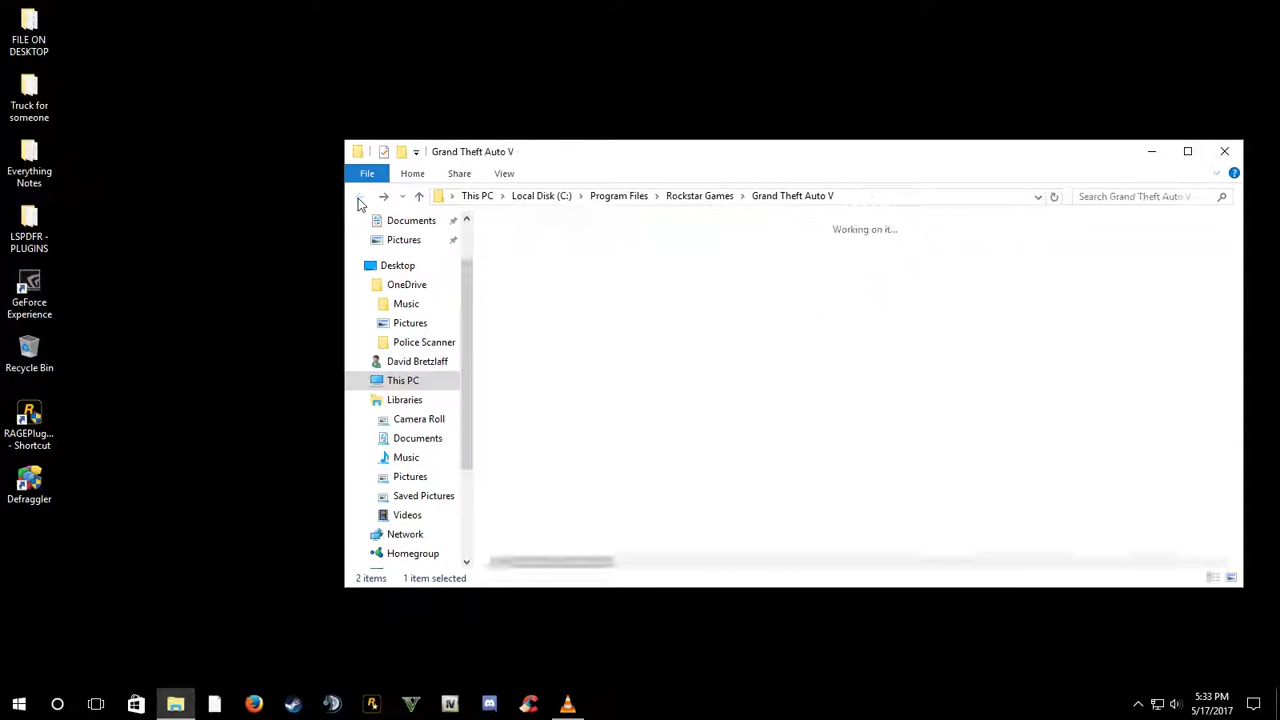 FILE ON
DESKTOP
Truck for
someone
Everything
Notes
LSPDFR -
PLUGINS
GeForce
Experience
Recycle Bin
RAGEPlug...
- Shortcut
Defraggler
Grand Theft Auto V
File
Home
Share
View
This PC
Local Disk (C:)
Program Files
Rockstar Games
Grand Theft Auto V
Search Grand Theft Auto V
Documents
Pictures
Desktop
OneDrive
Music
Pictures
Police Scanner
David Bretzlaff
This PC
Libraries
Camera Roll
Documents
Music
Pictures
Saved Pictures
Videos
Network
Homegroup
Working on it...
2 items
1 item selected
5:33 PM
5/17/2017